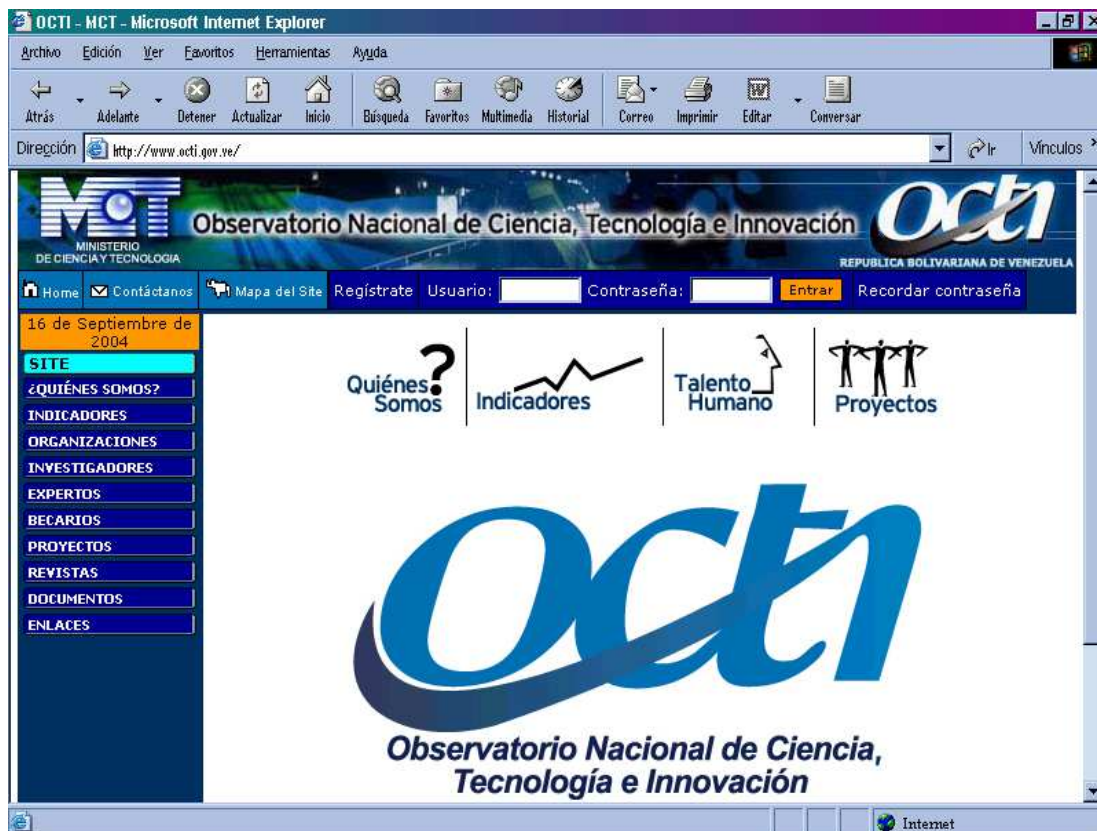 OCTI - MCT - Microsoft Internet Explorer
Archivo Edición Ver Favoritos Herramientas Ayuda
Atrás Adelante Detener Actualizar Inicio Búsqueda Favoritos Multimedia Historial Correo Imprimir Editar Conversar
Dirección http://www.octi.gov.ve/ Ir Vínculos
MCT
MINISTERIO
DE CIENCIA Y TECNOLOGIA
Observatorio Nacional de Ciencia, Tecnología e Innovación
octi
REPUBLICA BOLIVARIANA DE VENEZUELA
Home Contáctanos Mapa del Site Regístrate Usuario: Contraseña: Entrar Recordar contraseña
16 de Septiembre de
2004
SITE
¿QUIÉNES SOMOS?
INDICADORES
ORGANIZACIONES
INVESTIGADORES
EXPERTOS
BECARIOS
PROYECTOS
REVISTAS
DOCUMENTOS
ENLACES
Quiénes
Somos
?
Indicadores
Talento
Humano
Proyectos
octi
Observatorio Nacional de Ciencia,
Tecnología e Innovación
Internet